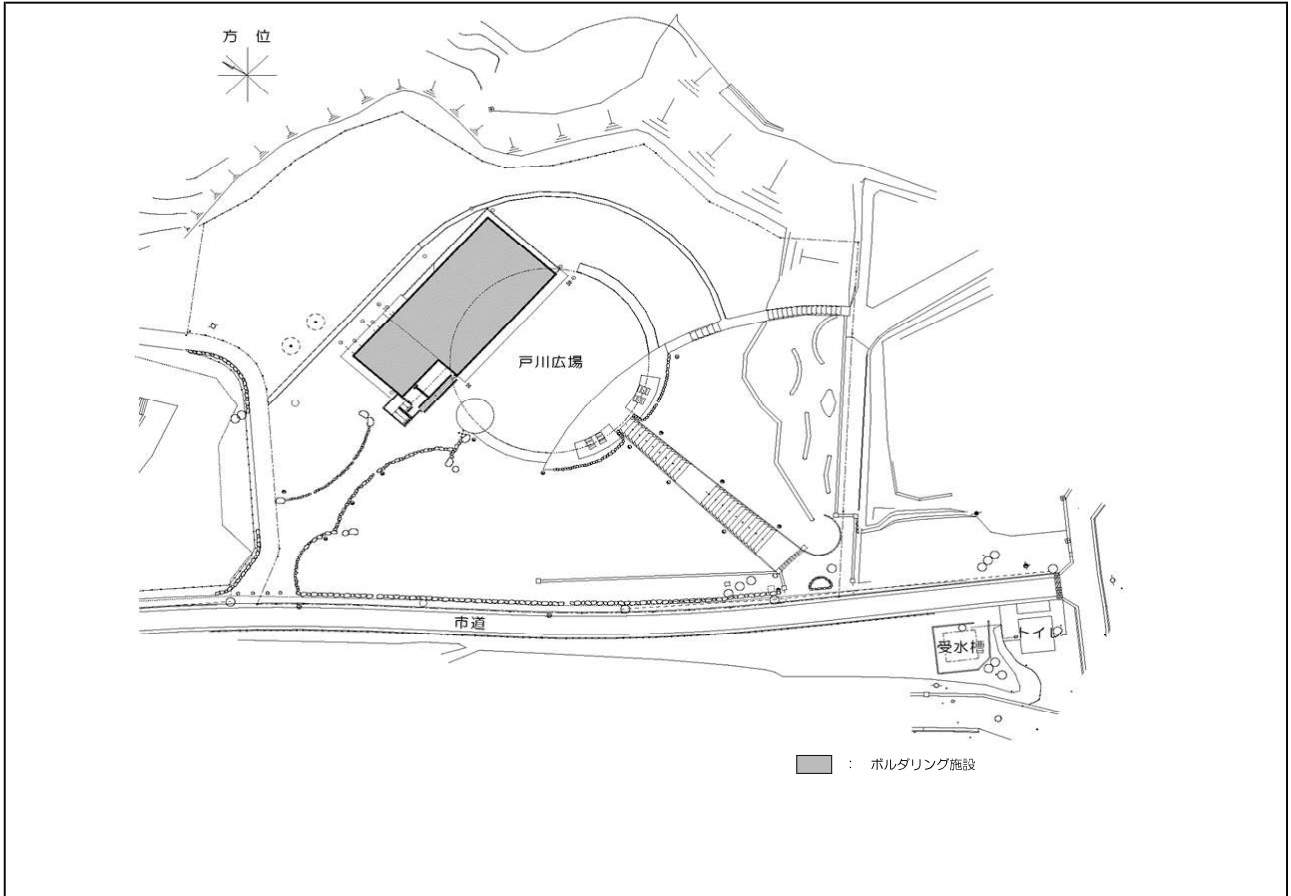 方 位
戸川広場
市道
受水槽
トイレ
： ボルダリング施設